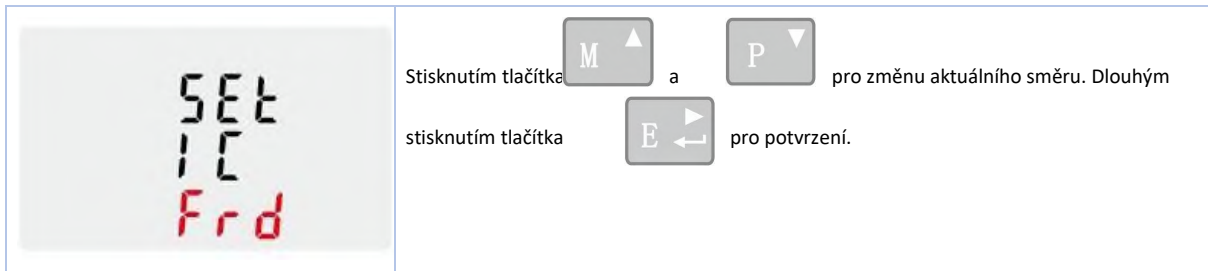 SEt
IC
Frd
Stisknutím tlačítka M a P pro změnu aktuálního směru. Dlouhým
stisknutím tlačítka E pro potvrzení.